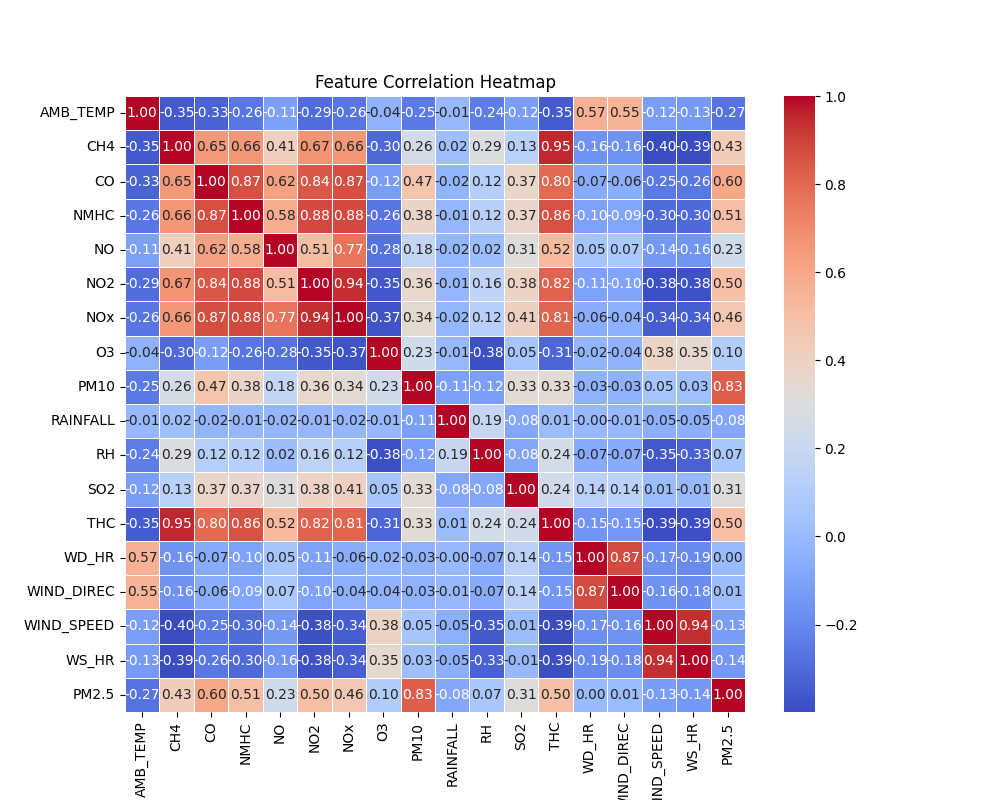 Feature Correlation Heatmap
AMB_TEMP 1.00 -0.35 -0.33 -0.26 -0.11 -0.29 -0.26 -0.04 -0.25 -0.01 -0.24 -0.12 -0.35 0.57 0.55 -0.12 -0.13 -0.27
CH4 -0.35 1.00 0.65 0.66 0.41 0.67 0.66 -0.30 0.26 0.02 0.29 0.13 0.95 -0.16 -0.16 -0.40 -0.39 0.43
CO -0.33 0.65 1.00 0.87 0.62 0.84 0.87 -0.12 0.47 -0.02 0.12 0.37 0.80 -0.07 -0.06 -0.25 -0.26 0.60
NMHC -0.26 0.66 0.87 1.00 0.58 0.88 0.88 -0.26 0.38 -0.01 0.12 0.37 0.86 -0.10 -0.09 -0.30 -0.30 0.51
NO -0.11 0.41 0.62 0.58 1.00 0.51 0.77 -0.28 0.18 -0.02 0.02 0.31 0.52 0.05 0.07 -0.14 -0.16 0.23
NO2 -0.29 0.67 0.84 0.88 0.51 1.00 0.94 -0.35 0.36 -0.01 0.16 0.38 0.82 -0.11 -0.10 -0.38 -0.38 0.50
NOx -0.26 0.66 0.87 0.88 0.77 0.94 1.00 -0.37 0.34 -0.02 0.12 0.41 0.81 -0.06 -0.04 -0.34 -0.34 0.46
O3 -0.04 -0.30 -0.12 -0.26 -0.28 -0.35 -0.37 1.00 0.23 -0.01 -0.38 0.05 -0.31 -0.02 -0.04 0.38 0.35 0.10
PM10 -0.25 0.26 0.47 0.38 0.18 0.36 0.34 0.23 1.00 -0.11 -0.12 0.33 0.33 -0.03 -0.03 0.05 0.03 0.83
RAINFALL -0.01 0.02 -0.02 -0.01 -0.02 -0.01 -0.02 -0.01 -0.11 1.00 0.19 -0.08 0.01 -0.00 -0.01 -0.05 -0.05 -0.08
RH -0.24 0.29 0.12 0.12 0.02 0.16 0.12 -0.38 -0.12 0.19 1.00 -0.08 0.24 -0.07 -0.07 -0.35 -0.33 0.07
SO2 -0.12 0.13 0.37 0.37 0.31 0.38 0.41 0.05 0.33 -0.08 -0.08 1.00 0.24 0.14 0.14 0.01 -0.01 0.31
THC -0.35 0.95 0.80 0.86 0.52 0.82 0.81 -0.31 0.33 0.01 0.24 0.24 1.00 -0.15 -0.15 -0.39 -0.39 0.50
WD_HR 0.57 -0.16 -0.07 -0.10 0.05 -0.11 -0.06 -0.02 -0.03 -0.00 -0.07 0.14 -0.15 1.00 0.87 -0.17 -0.19 0.00
WIND_DIREC 0.55 -0.16 -0.06 -0.09 0.07 -0.10 -0.04 -0.04 -0.03 -0.01 -0.07 0.14 -0.15 0.87 1.00 -0.16 -0.18 0.01
WIND_SPEED -0.12 -0.40 -0.25 -0.30 -0.14 -0.38 -0.34 0.38 0.05 -0.05 -0.35 0.01 -0.39 -0.17 -0.16 1.00 0.94 -0.13
WS_HR -0.13 -0.39 -0.26 -0.30 -0.16 -0.38 -0.34 0.35 0.03 -0.05 -0.33 -0.01 -0.39 -0.19 -0.18 0.94 1.00 -0.14
PM2.5 -0.27 0.43 0.60 0.51 0.23 0.50 0.46 0.10 0.83 -0.08 0.07 0.31 0.50 0.00 0.01 -0.13 -0.14 1.00
AMB_TEMP
CH4
CO
NMHC
NO
NO2
NOx
O3
PM10
RAINFALL
RH
SO2
THC
WD_HR
IND_DIREC
IND_SPEED
WS_HR
PM2.5
1.0
0.8
0.6
0.4
0.2
0.0
−0.2